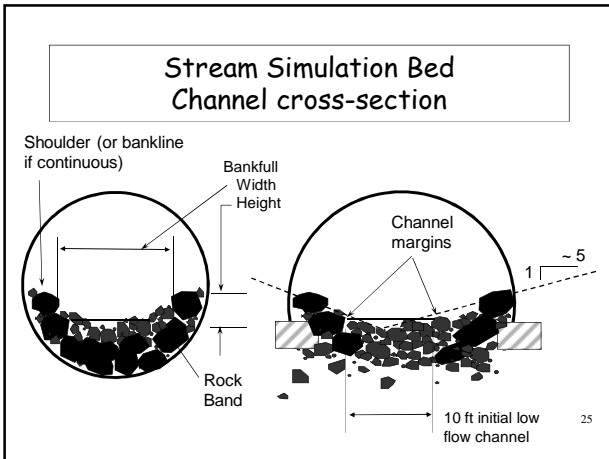 Stream Simulation Bed
Channel cross-section
Shoulder (or bankline
if continuous)
Bankfull
Width
Height
Channel
margins
1
~ 5
Rock
Band
10 ft initial low
flow channel
25